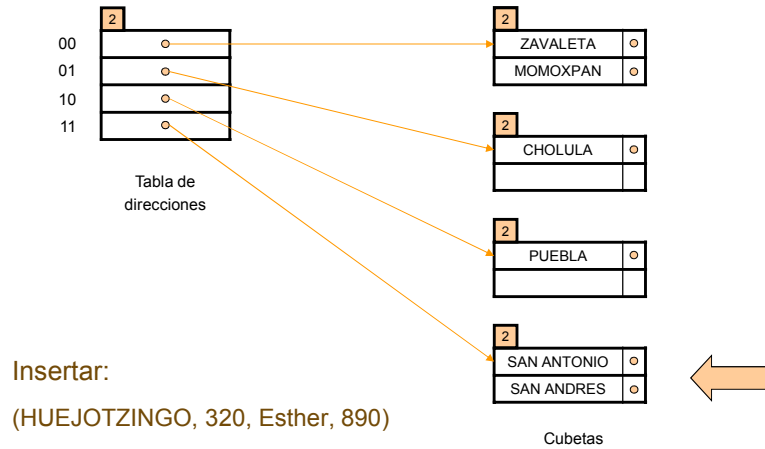 2
00
01
10
11
Tabla de
direcciones
2
ZAVALETA
MOMOXPAN
2
CHOLULA
2
PUEBLA
2
SAN ANTONIO
SAN ANDRES
Cubetas
Insertar:
(HUEJOTZINGO, 320, Esther, 890)